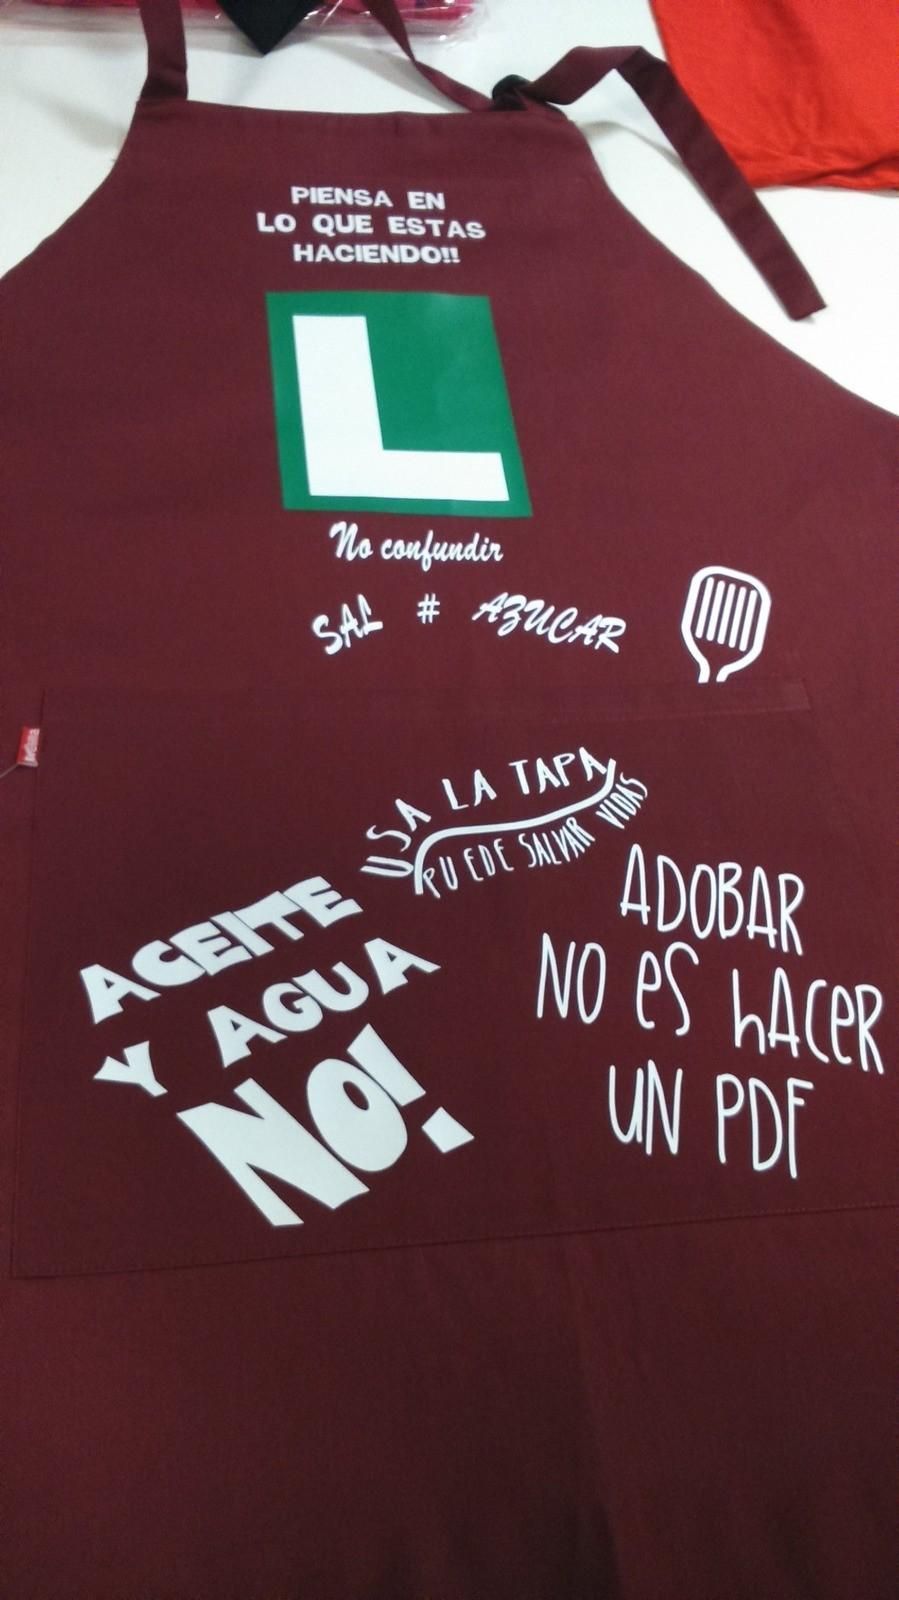 PIENSA EN
LO QUE ESTAS
HACIENDO!!
L
No confundir
SAL # AZUCAR
USA LA TAPA
PUEDE SALVAR VIDAS
ACEITE
Y AGUA
NO!
ADOBAR
NO eS hACeR
UN PDF